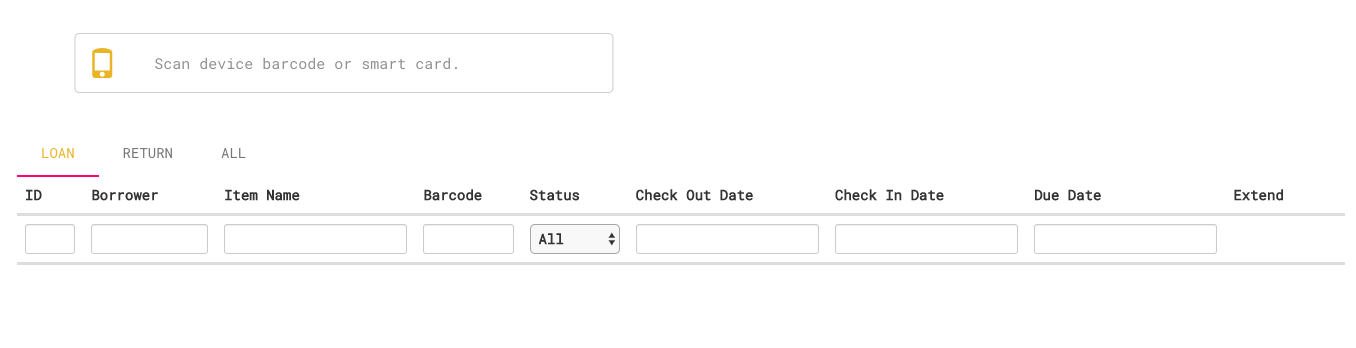 Scan device barcode or smart card.
LOAN RETURN ALL
ID Borrower Item Name Barcode Status Check Out Date Check In Date Due Date Extend
All